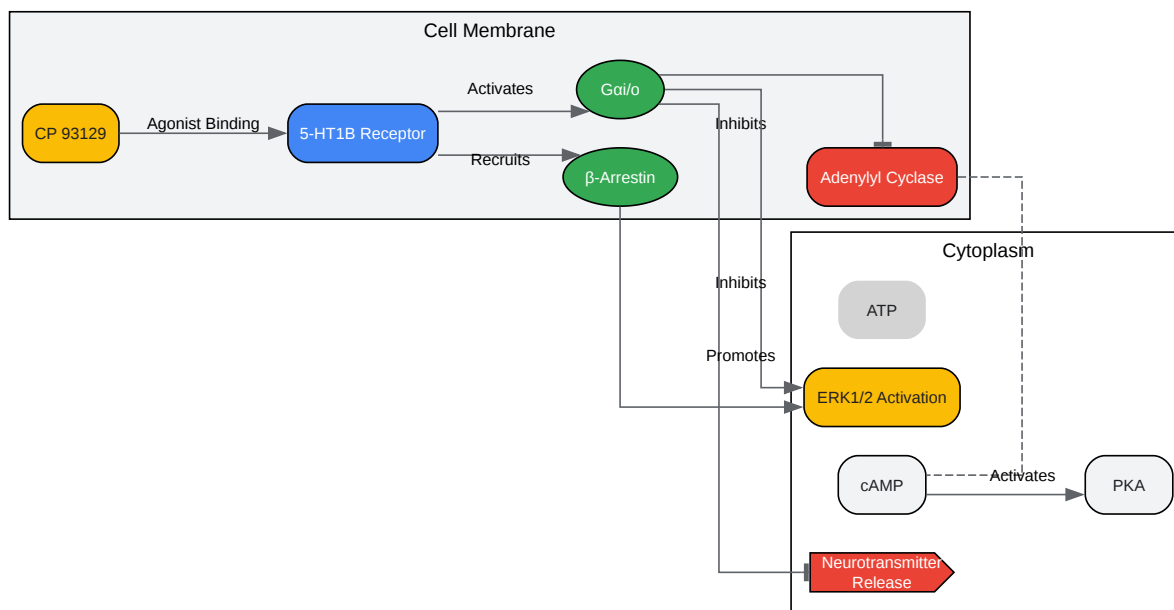 Cell Membrane
Gαi/o
Activates
CP 93129
Agonist Binding
5-HT1B Receptor
Inhibits
Recruits
β-Arrestin
Adenylyl Cyclase
Cytoplasm
Inhibits
ATP
Promotes
ERK1/2 Activation
Activates
cAMP
PKA
Neurotransmitter
Release